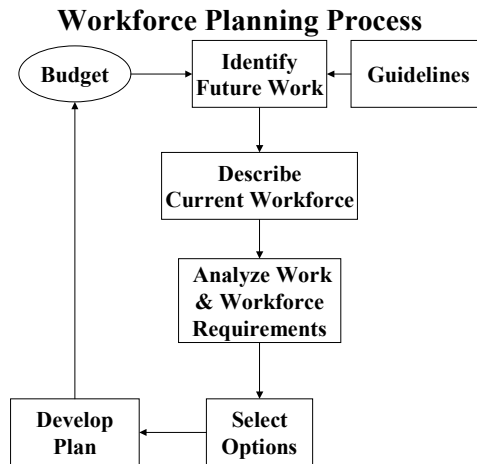 Workforce Planning Process
Budget
Identify
Future Work
Guidelines
Describe
Current Workforce
Analyze Work
& Workforce
Requirements
Develop
Plan
Select
Options